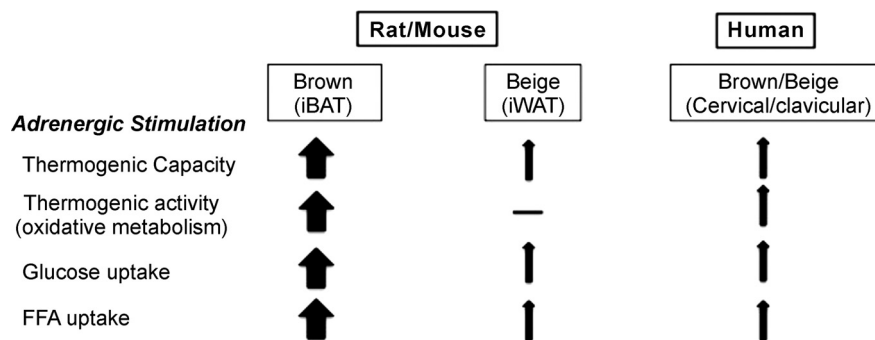 Rat/Mouse
Human
Brown
(iBAT)
Beige
(iWAT)
Brown/Beige
(Cervical/clavicular)
Adrenergic Stimulation
Thermogenic Capacity
Thermogenic activity
(oxidative metabolism)
Glucose uptake
FFA uptake